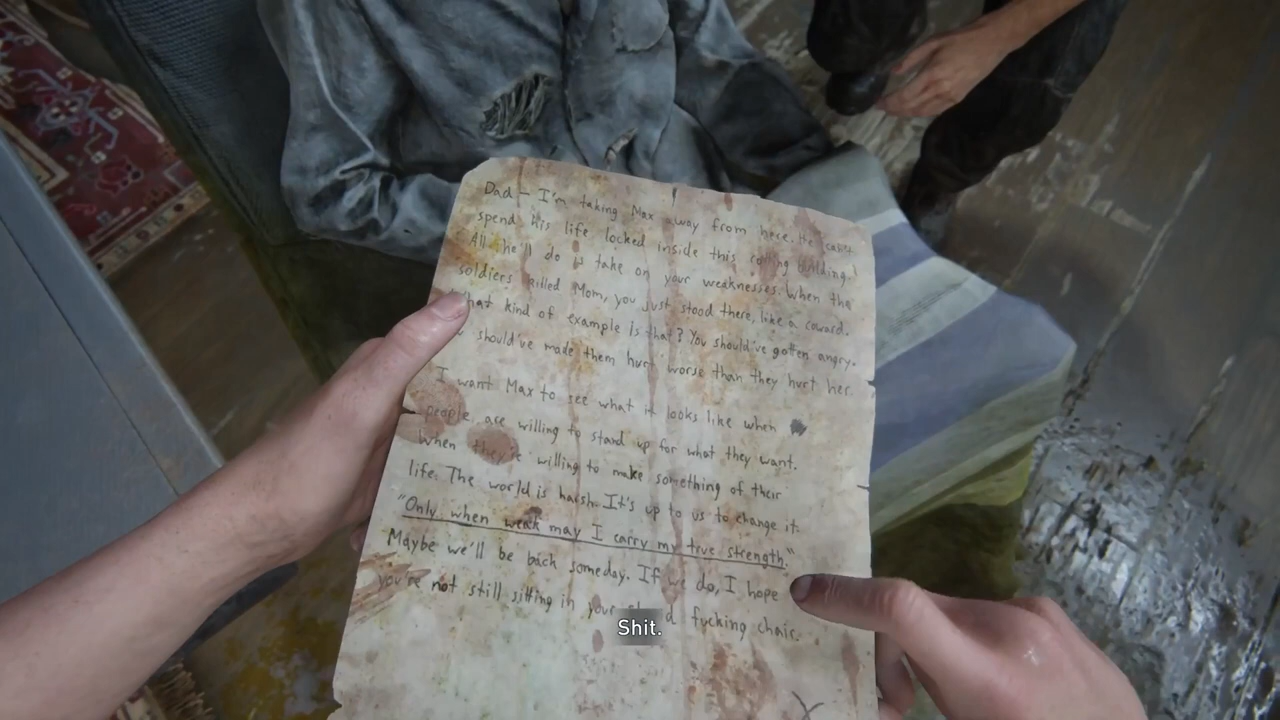 Dad - I'm taking Max away from here. He can't
spend his life locked inside this rotting building.
All he'll do is take on your weaknesses. When the
soldiers killed Mom, you just stood there, like a coward.
What kind of example is that? You should've gotten angry.
should've made them hurt worse than they hurt her.
I want Max to see what it looks like when
people are willing to stand up for what they want.
When they're willing to make something of their
life. The world is harsh. It's up to us to change it.
"Only when weak may I carry my true strength."
Maybe we'll be back someday. If we do, I hope
you're not still sitting in your fucking chair.
Shit.